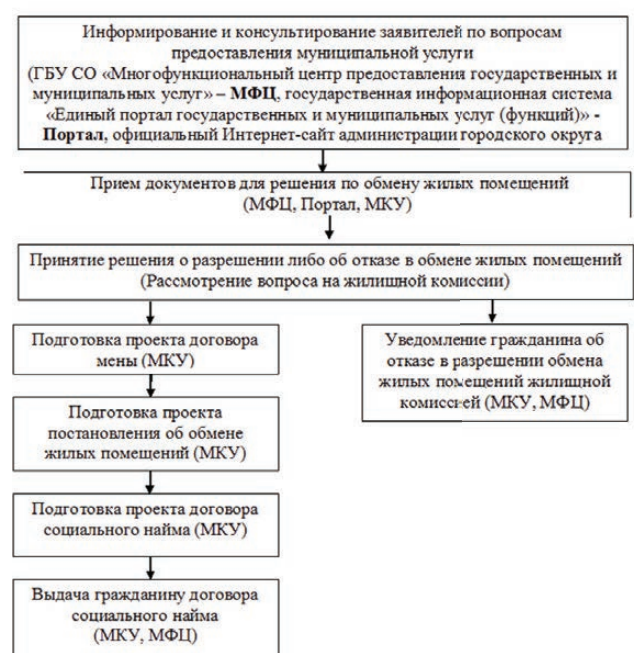 Информирование и консультирование заявителей по вопросам
предоставления муниципальной услуги
(ГБУ СО «Многофункциональный центр предоставления государственных и
муниципальных услуг» – МФЦ, государственная информационная система
«Единый портал государственных и муниципальных услуг (функций)» -
Портал, официальный Интернет-сайт администрации городского округа
Прием документов для решения по обмену жилых помещений
(МФЦ, Портал, МКУ)
Принятие решения о разрешении либо об отказе в обмене жилых помещений
(Рассмотрение вопроса на жилищной комиссии)
Подготовка проекта договора
мены (МКУ)
Подготовка проекта
постановления об обмене
жилых помещений (МКУ)
Подготовка проекта договора
социального найма (МКУ)
Выдача гражданину договора
социального найма
(МКУ, МФЦ)
Уведомление гражданина об
отказе в разрешении обмена
жилых помещений жилищной
комиссией (МКУ, МФЦ)